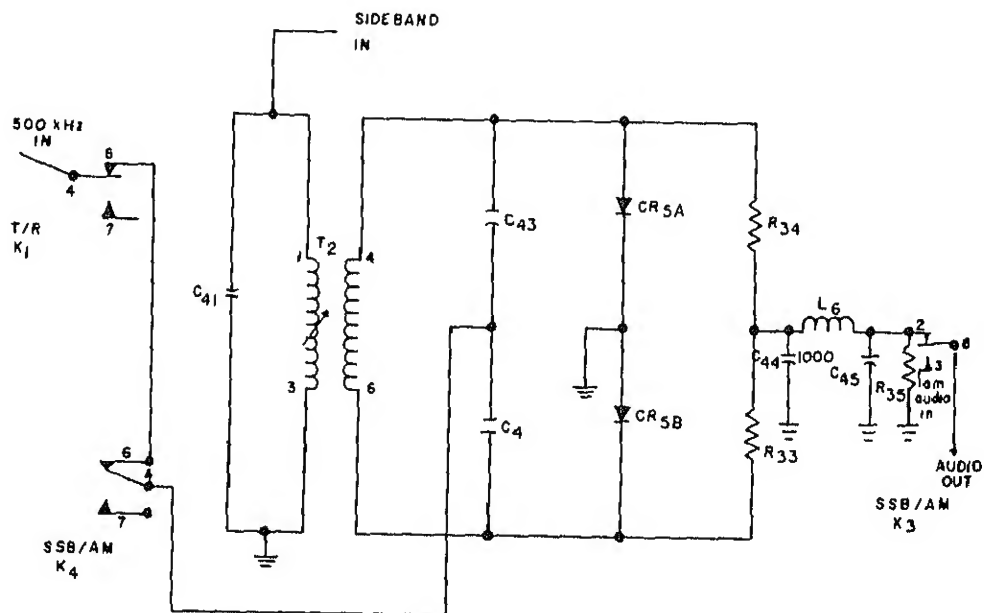 SIDEBAND
IN
500 KHz
IN
8
4
7
T/R
K1
C41
1
T2
4
3
6
C43
C4
CR5A
CR5B
R34
R33
L6
C44
1000
C45
R35
2
8
3
am
audio
in
AUDIO
OUT
SSB/AM
K3
6
4
7
SSB/AM
K4